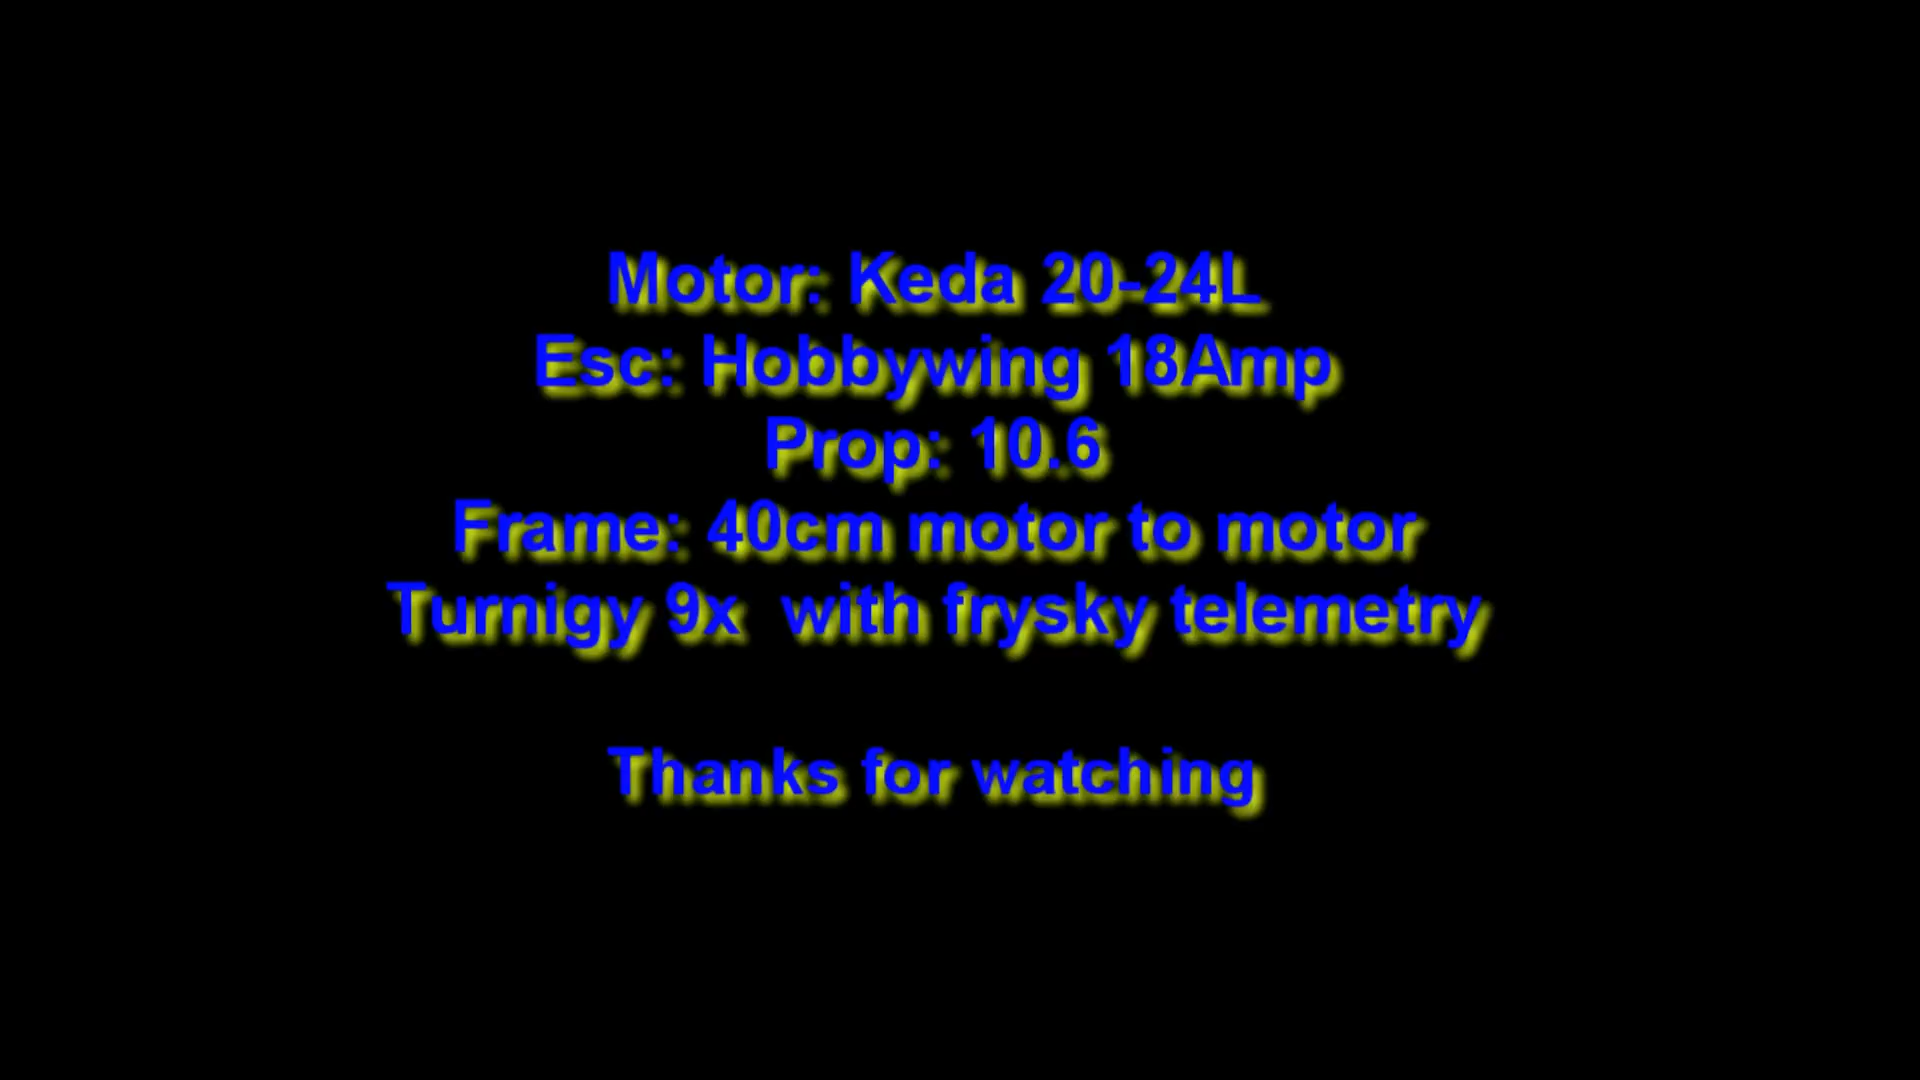 Motor: Keda 20-24L
Esc: Hobbywing 18Amp
Prop: 10.6
Frame: 40cm motor to motor
Turnigy 9x  with frysky telemetry
Thanks for watching